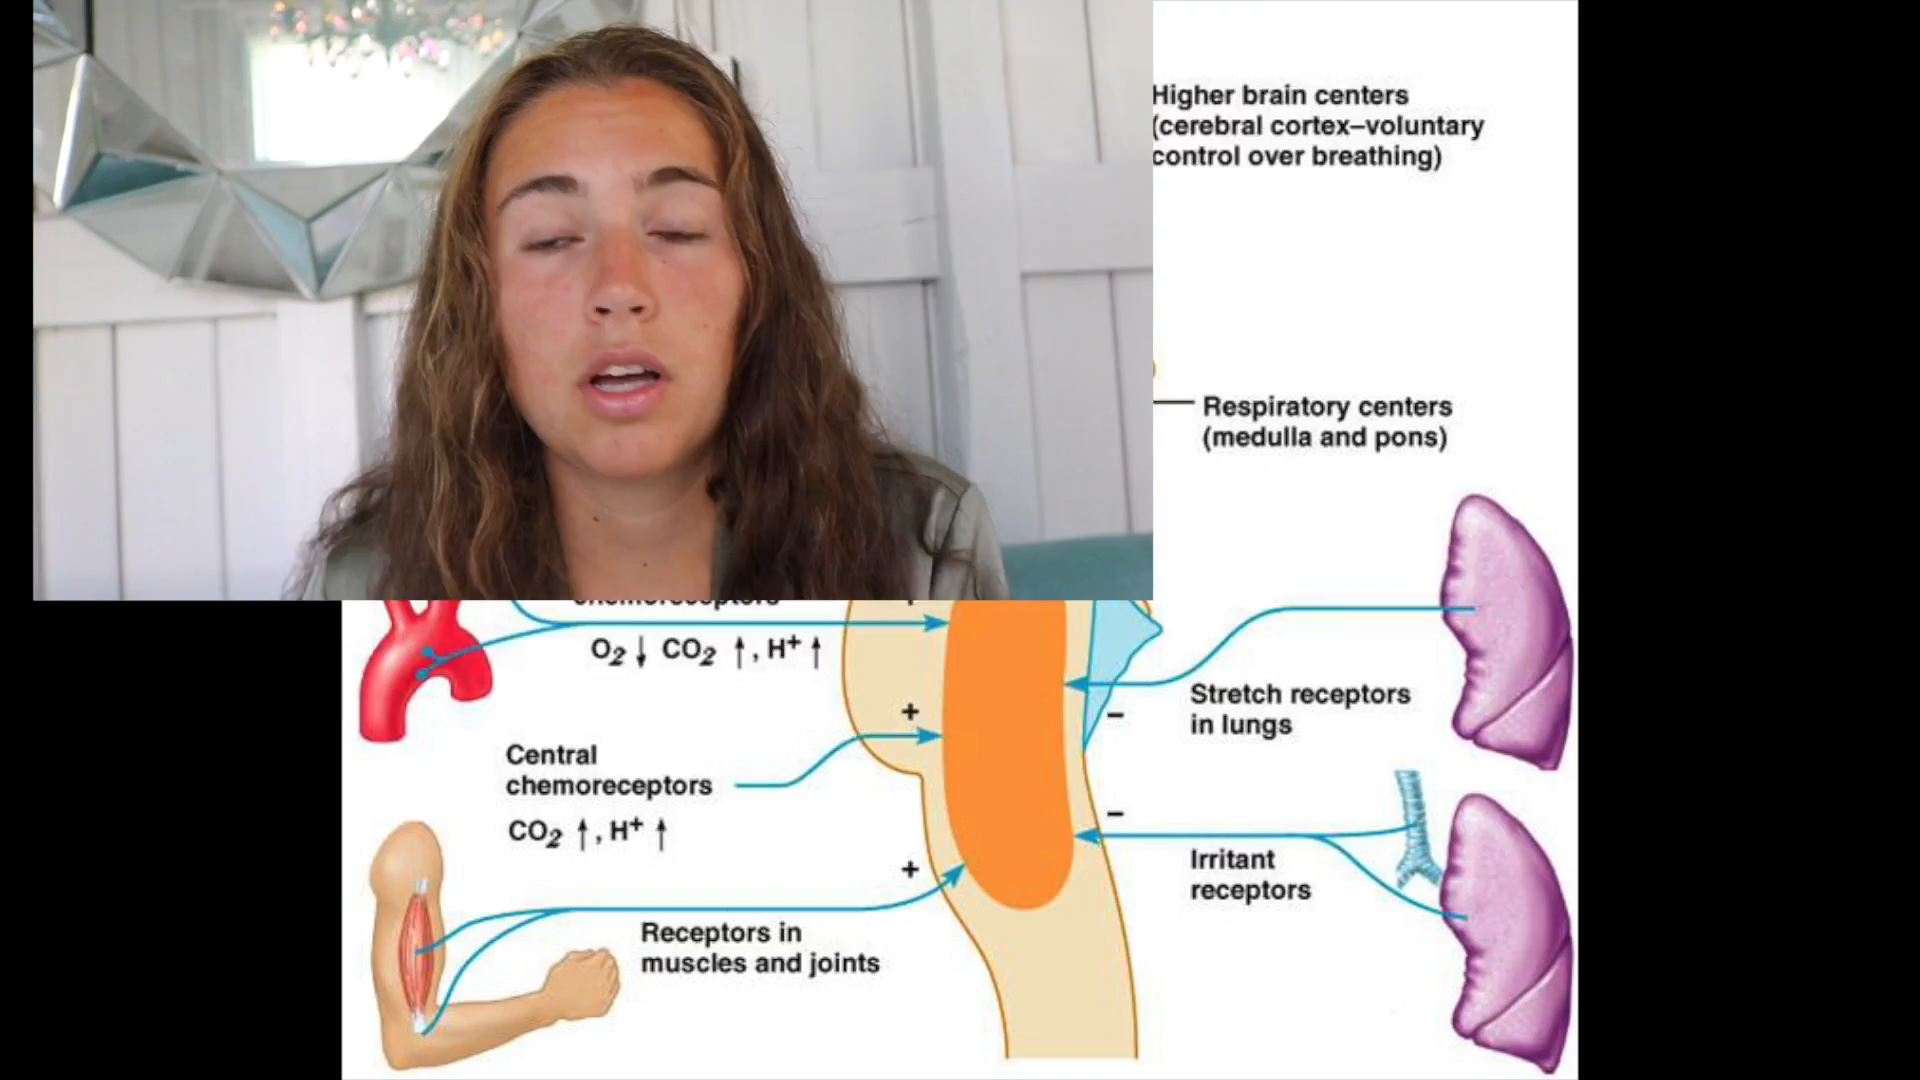 Higher brain centers
(cerebral cortex–voluntary
control over breathing)
Respiratory centers
(medulla and pons)
chemoreceptors
+
O₂ ↓ CO₂ ↑, H⁺ ↑
+
Central
chemoreceptors
CO₂ ↑, H⁺ ↑
+
Receptors in
muscles and joints
Stretch receptors
in lungs
–
–
Irritant
receptors